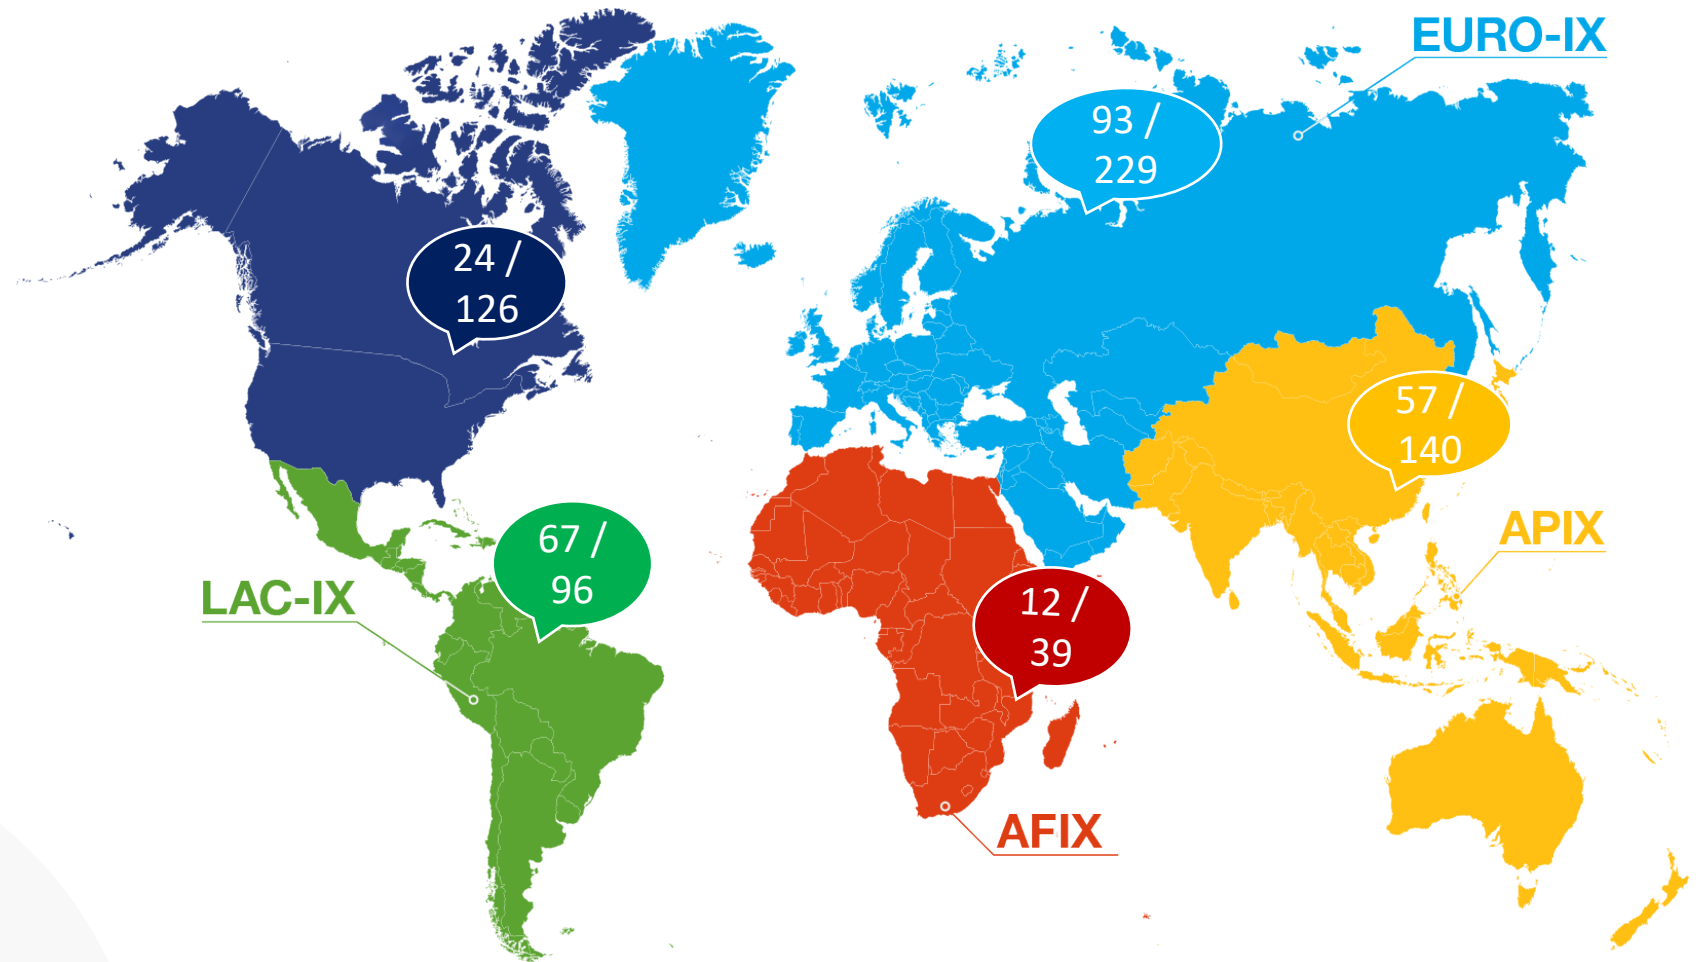 EURO-IX
93 /
229
24 /
126
57 /
140
67 /
96
APIX
LAC-IX
12 /
39
AFIX